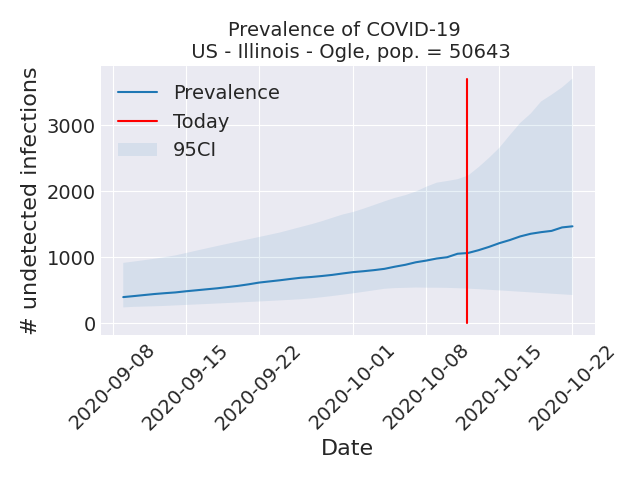 Prevalence of COVID-19
US - Illinois - Ogle, pop. = 50643
# undetected infections
3000
2000
1000
0
Prevalence
Today
95CI
2020-09-08
2020-09-15
2020-09-22
2020-10-01
2020-10-08
2020-10-15
2020-10-22
Date